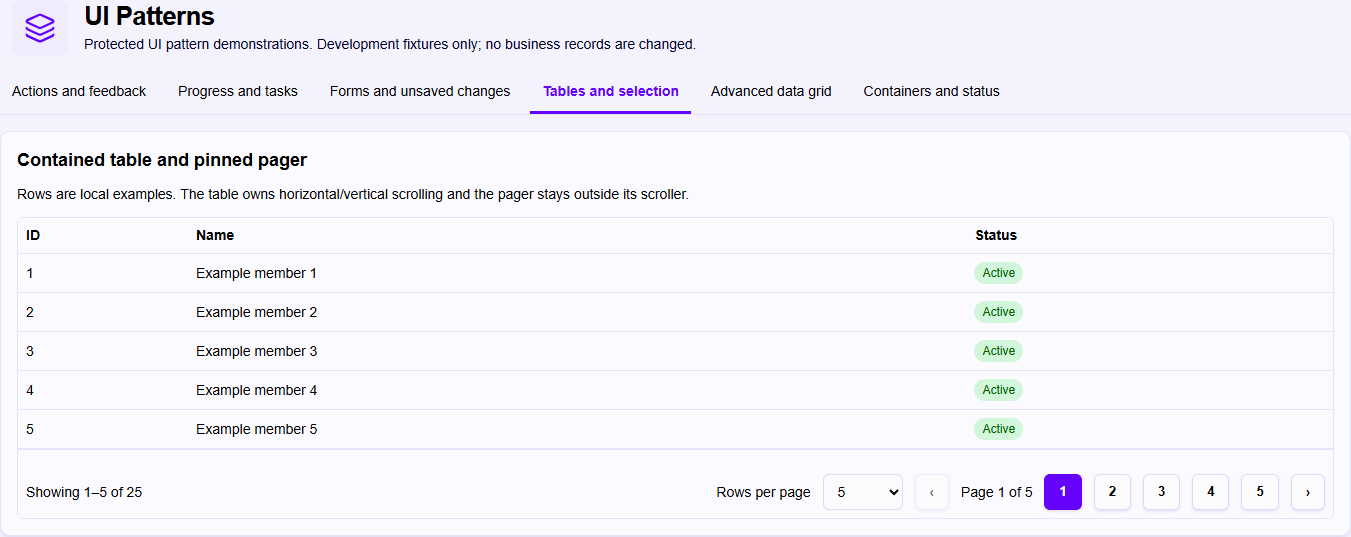 UI Patterns
Protected UI pattern demonstrations. Development fixtures only; no business records are changed.
Actions and feedback Progress and tasks Forms and unsaved changes Tables and selection Advanced data grid Containers and status
Contained table and pinned pager
Rows are local examples. The table owns horizontal/vertical scrolling and the pager stays outside its scroller.
ID Name Status
1 Example member 1 Active
2 Example member 2 Active
3 Example member 3 Active
4 Example member 4 Active
5 Example member 5 Active
Showing 1–5 of 25 Rows per page 5 ‹ Page 1 of 5 1 2 3 4 5 ›